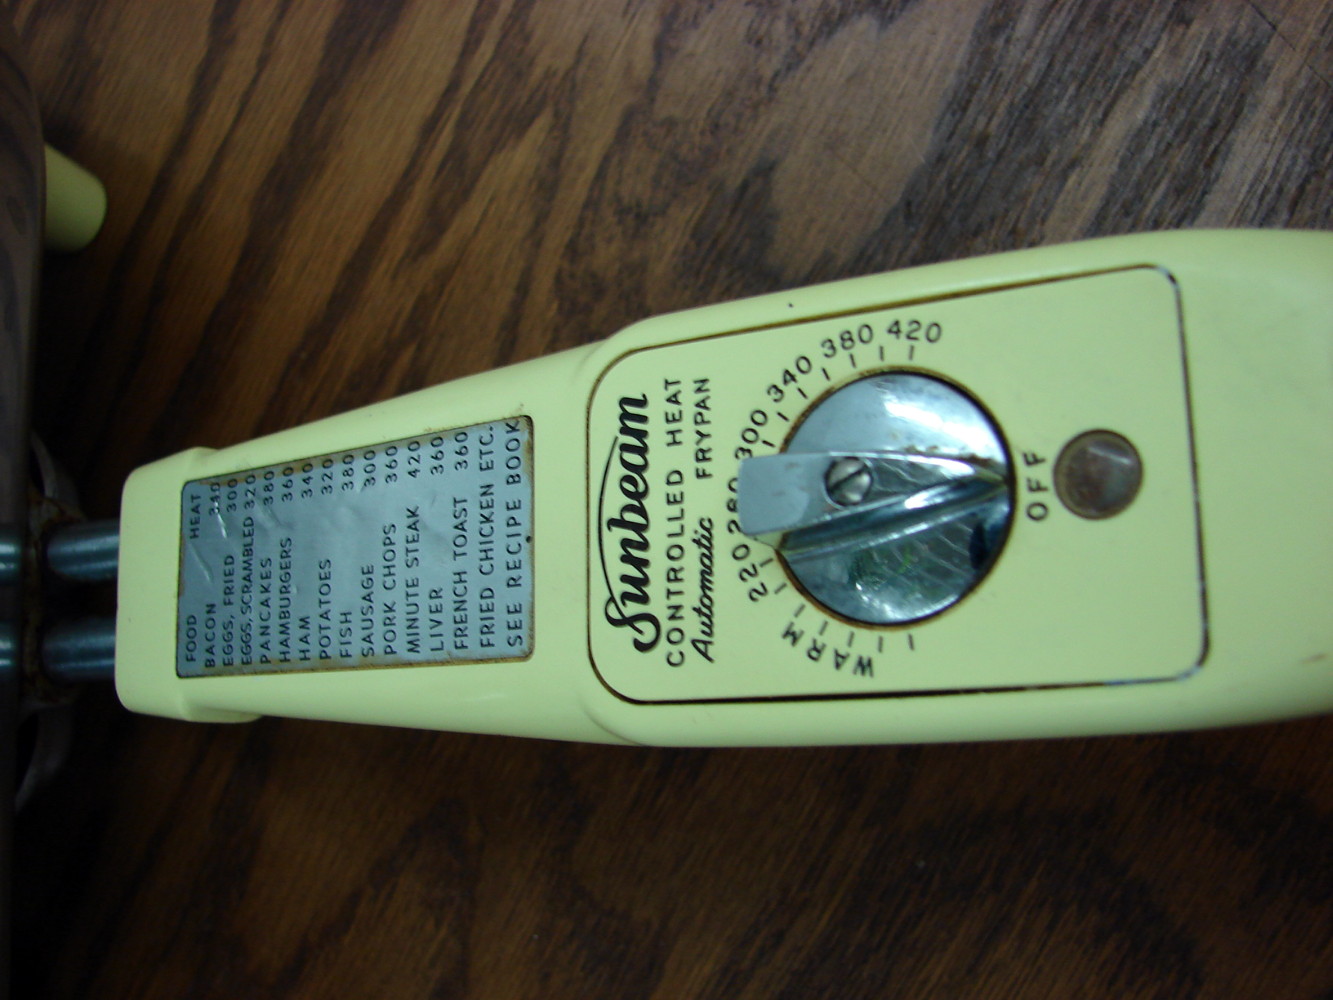 FOOD HEAT
BACON 340
EGGS, FRIED 300
EGGS, SCRAMBLED 320
PANCAKES 380
HAMBURGERS 360
HAM 340
POTATOES 320
FISH 380
SAUSAGE 300
PORK CHOPS 360
MINUTE STEAK 420
LIVER 360
FRENCH TOAST 360
FRIED CHICKEN ETC.
SEE RECIPE BOOK
Sunbeam
CONTROLLED HEAT
Automatic FRYPAN
WARM 220 280 300 340 380 420
OFF